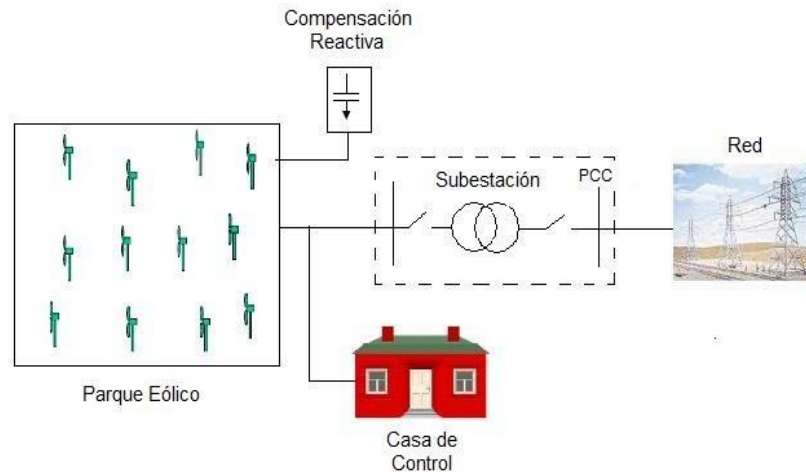 Compensación
Reactiva
Subestación
PCC
Red
Parque Eólico
Casa de
Control